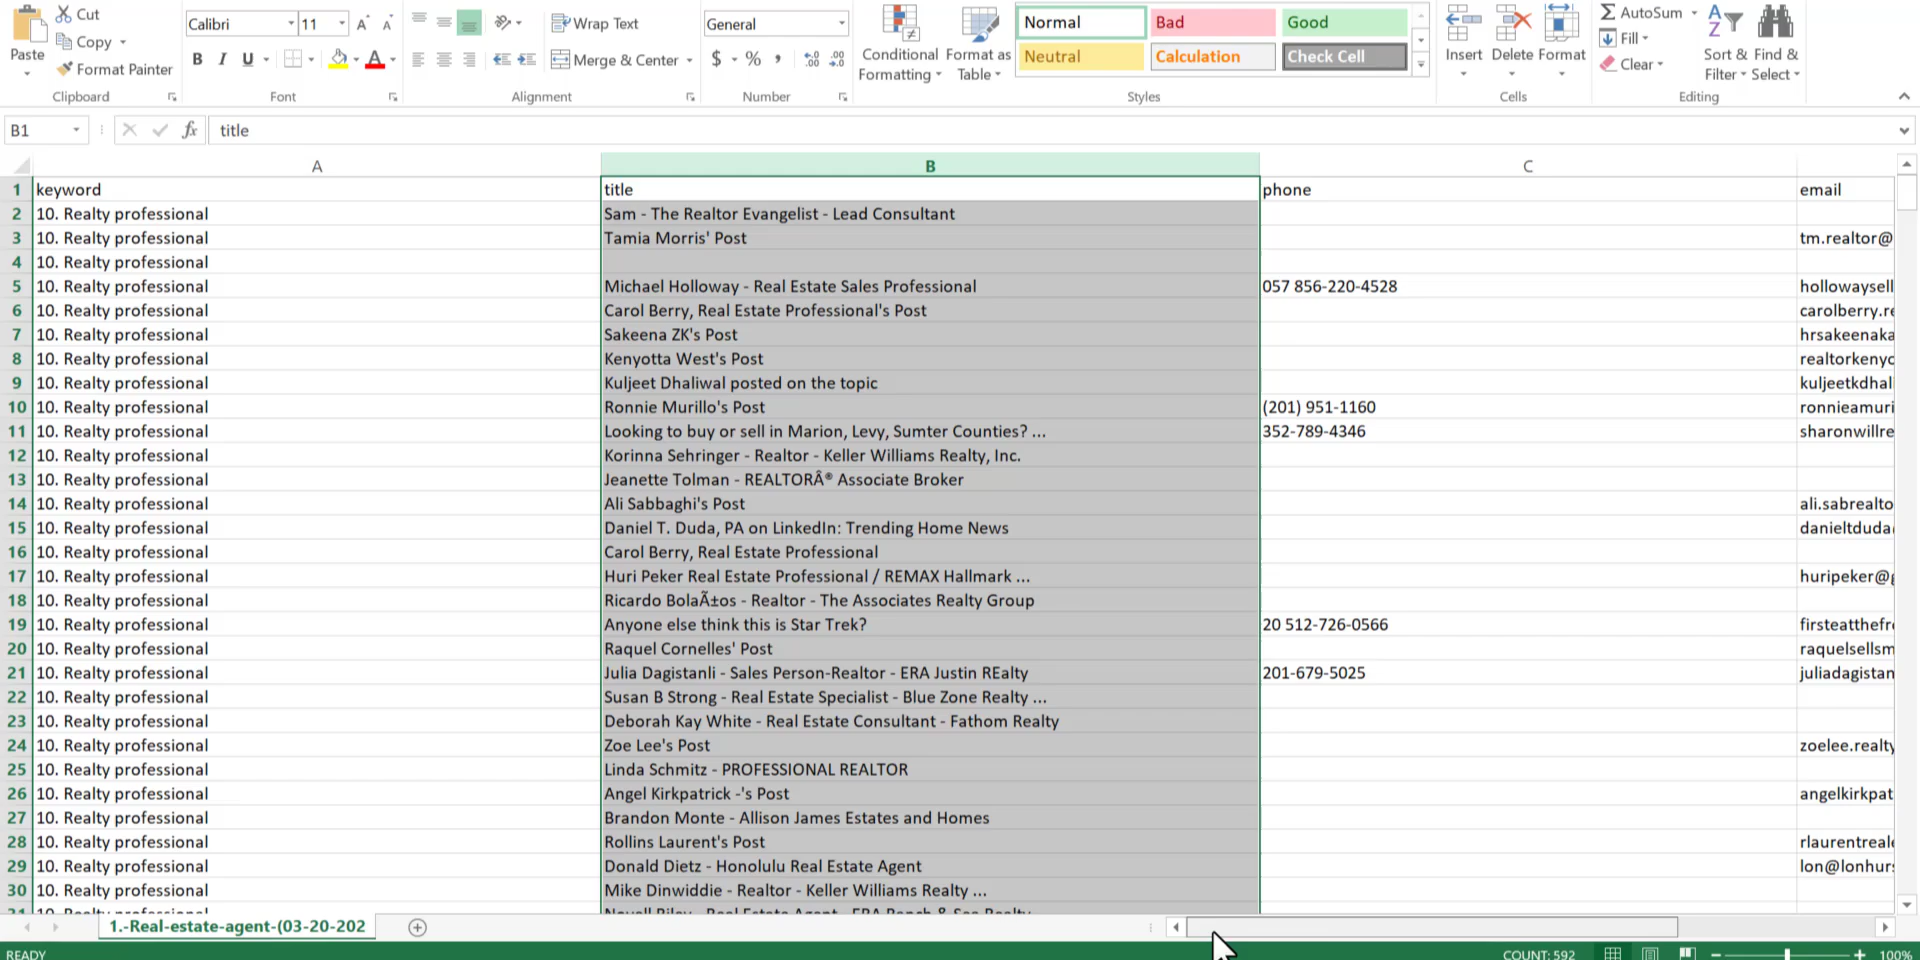 Cut
Copy
Format Painter
Paste
Clipboard
Calibri 11
B I U
Font
Wrap Text
Merge & Center
Alignment
General
$ % ,
Number
Conditional Formatting
Format as Table
Normal Bad Good
Neutral Calculation Check Cell
Styles
Insert Delete Format
Cells
AutoSum
Fill
Clear
Sort & Filter
Find & Select
Editing
B1 fx title
A B C
1 keyword title phone email
2 10. Realty professional Sam - The Realtor Evangelist - Lead Consultant
3 10. Realty professional Tamia Morris' Post tm.realtor@
4 10. Realty professional
5 10. Realty professional Michael Holloway - Real Estate Sales Professional 057 856-220-4528 hollowaysell
6 10. Realty professional Carol Berry, Real Estate Professional's Post carolberry.re
7 10. Realty professional Sakeena ZK's Post hrsakeenaka
8 10. Realty professional Kenyotta West's Post realtorkenyo
9 10. Realty professional Kuljeet Dhaliwal posted on the topic kuljeetkdhal
10 10. Realty professional Ronnie Murillo's Post (201) 951-1160 ronnieamuri
11 10. Realty professional Looking to buy or sell in Marion, Levy, Sumter Counties? ... 352-789-4346 sharonwillre
12 10. Realty professional Korinna Sehringer - Realtor - Keller Williams Realty, Inc.
13 10. Realty professional Jeanette Tolman - REALTORÂ® Associate Broker
14 10. Realty professional Ali Sabbaghi's Post ali.sabrealto
15 10. Realty professional Daniel T. Duda, PA on LinkedIn: Trending Home News danieltduda
16 10. Realty professional Carol Berry, Real Estate Professional
17 10. Realty professional Huri Peker Real Estate Professional / REMAX Hallmark ... huripeker@g
18 10. Realty professional Ricardo BolaÃ±os - Realtor - The Associates Realty Group
19 10. Realty professional Anyone else think this is Star Trek? 20 512-726-0566 firsteatthefr
20 10. Realty professional Raquel Cornelles' Post raquelsellsm
21 10. Realty professional Julia Dagistanli - Sales Person-Realtor - ERA Justin REalty 201-679-5025 juliadagistan
22 10. Realty professional Susan B Strong - Real Estate Specialist - Blue Zone Realty ...
23 10. Realty professional Deborah Kay White - Real Estate Consultant - Fathom Realty
24 10. Realty professional Zoe Lee's Post zoelee.realty
25 10. Realty professional Linda Schmitz - PROFESSIONAL REALTOR
26 10. Realty professional Angel Kirkpatrick -'s Post angelkirkpat
27 10. Realty professional Brandon Monte - Allison James Estates and Homes
28 10. Realty professional Rollins Laurent's Post rlaurentreale
29 10. Realty professional Donald Dietz - Honolulu Real Estate Agent lon@lonhur
30 10. Realty professional Mike Dinwiddie - Realtor - Keller Williams Realty ...
1.-Real-estate-agent-(03-20-202
READY COUNT: 592 100%